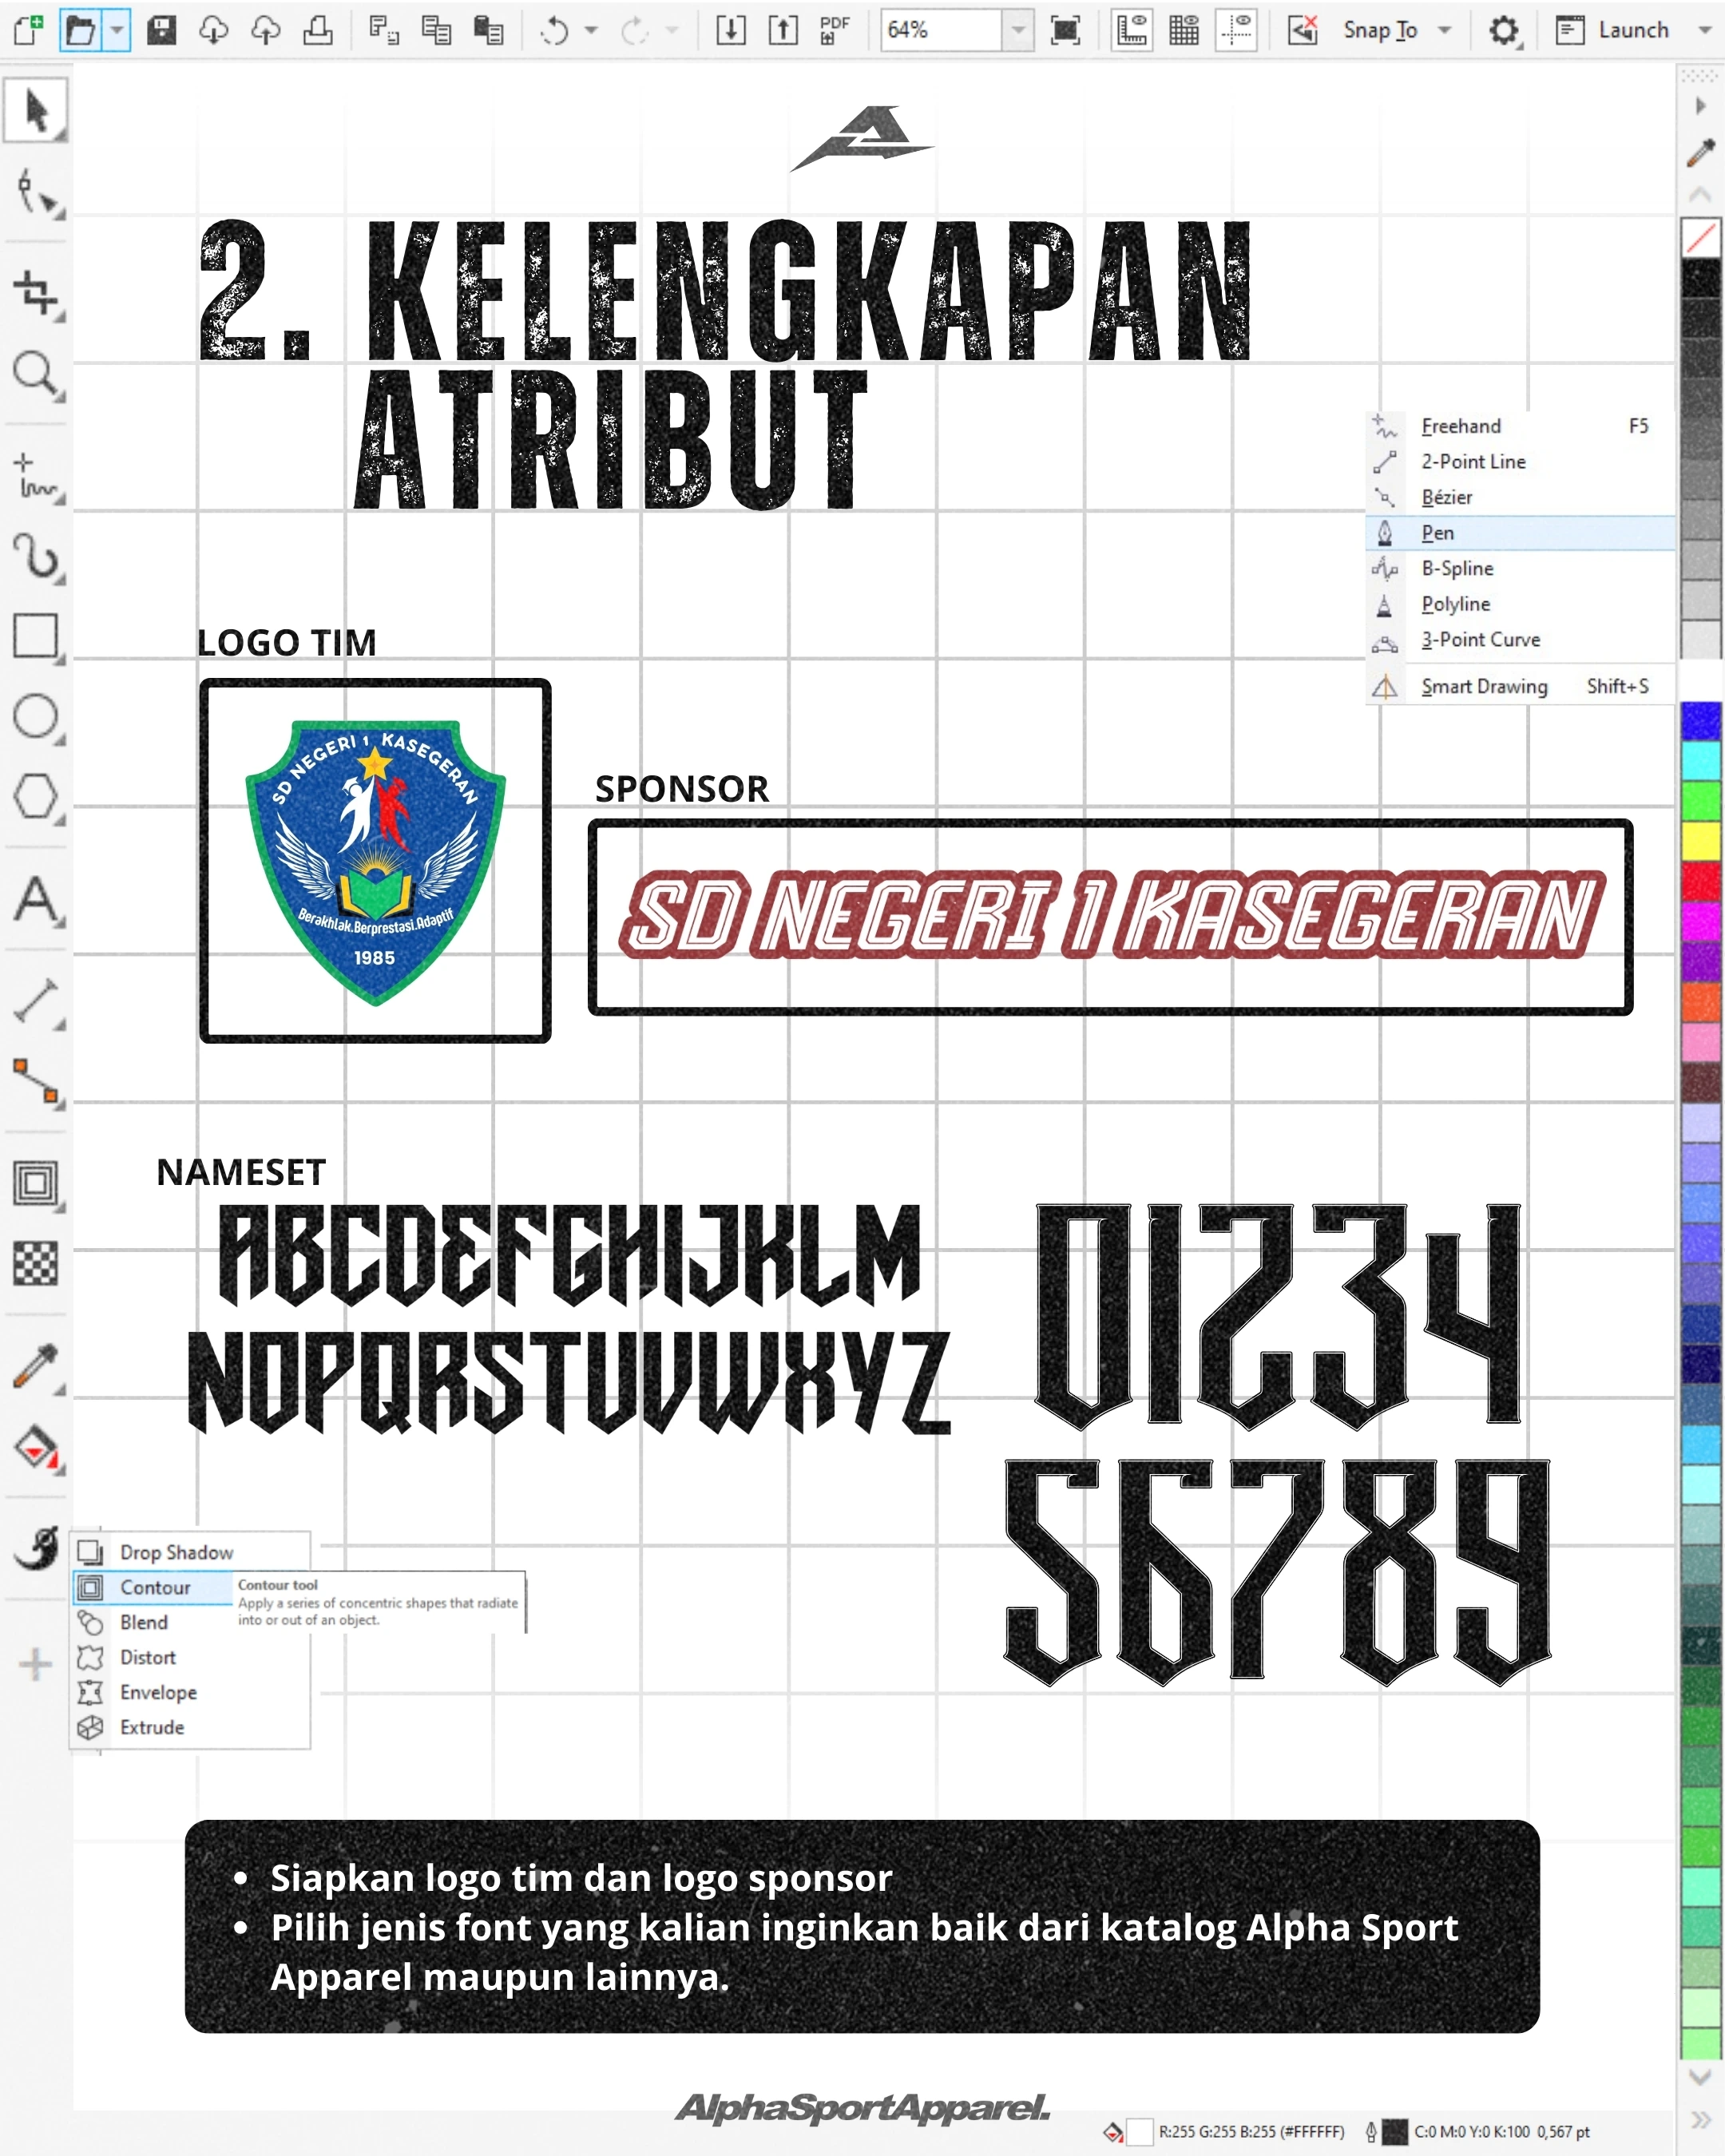 PDF
64%
Snap To
Launch
2. KELENGKAPAN
ATRIBUT
Freehand F5
2-Point Line
Bézier
Pen
B-Spline
Polyline
3-Point Curve
Smart Drawing Shift+S
LOGO TIM
SD NEGERI 1 KASEGERAN
Berakhlak.Berprestasi.Adaptif
1985
SPONSOR
SD NEGERI 1 KASEGERAN
NAMESET
ABCDEFGHIJKLM
NOPQRSTUVWXYZ
01234
56789
Drop Shadow
Contour
Contour tool
Apply a series of concentric shapes that radiate
into or out of an object.
Blend
Distort
Envelope
Extrude
• Siapkan logo tim dan logo sponsor
• Pilih jenis font yang kalian inginkan baik dari katalog Alpha Sport
Apparel maupun lainnya.
AlphaSportApparel.
R:255 G:255 B:255 (#FFFFFF) C:0 M:0 Y:0 K:100 0,567 pt